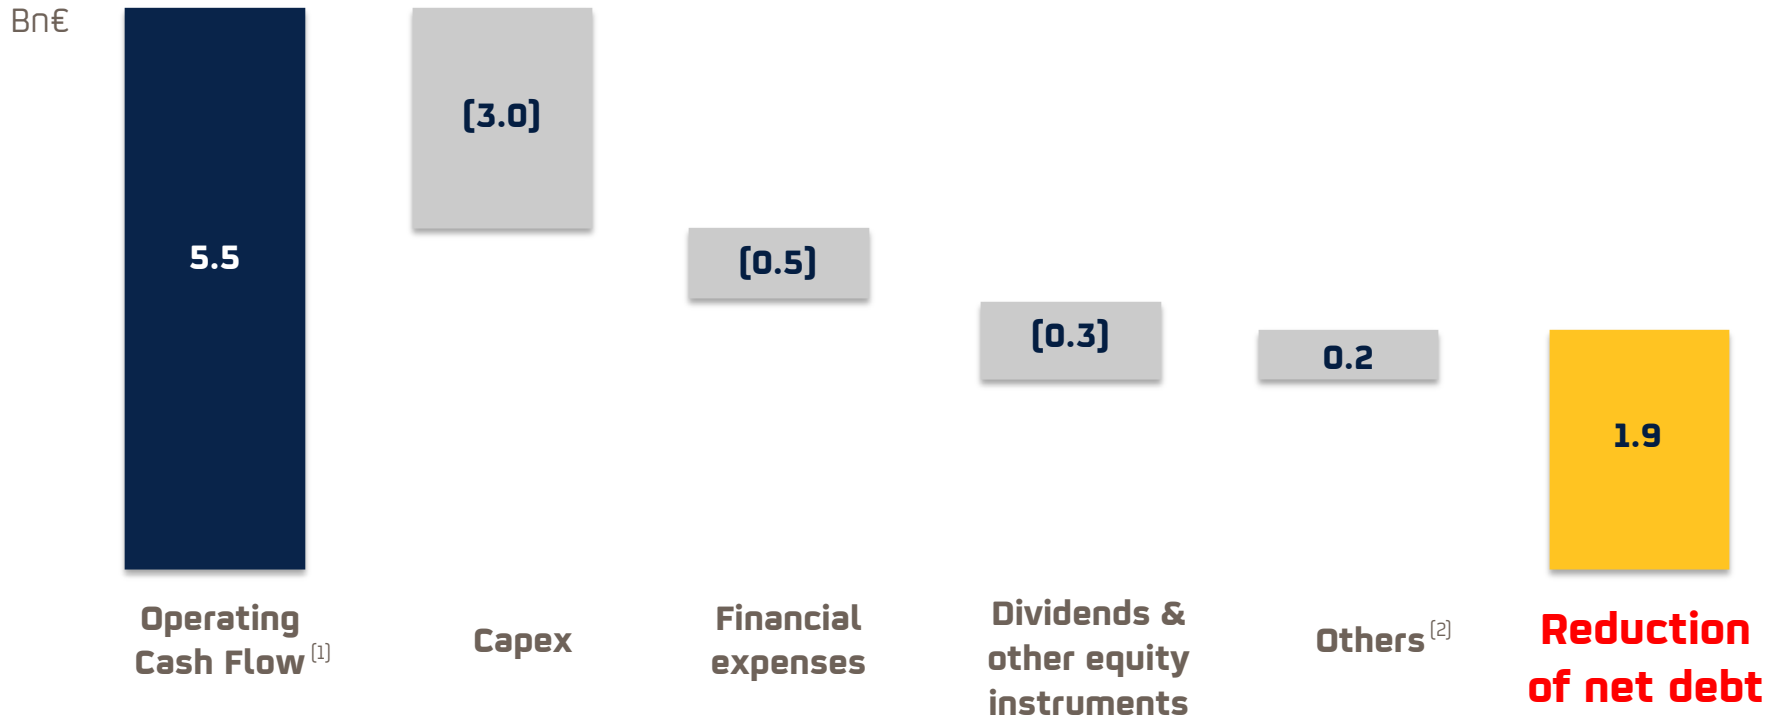 Bn€
5.5
(3.0)
(0.5)
(0.3)
0.2
1.9
Operating
Cash Flow (1)
Capex
Financial
expenses
Dividends &
other equity
instruments
Others (2)
Reduction
of net debt